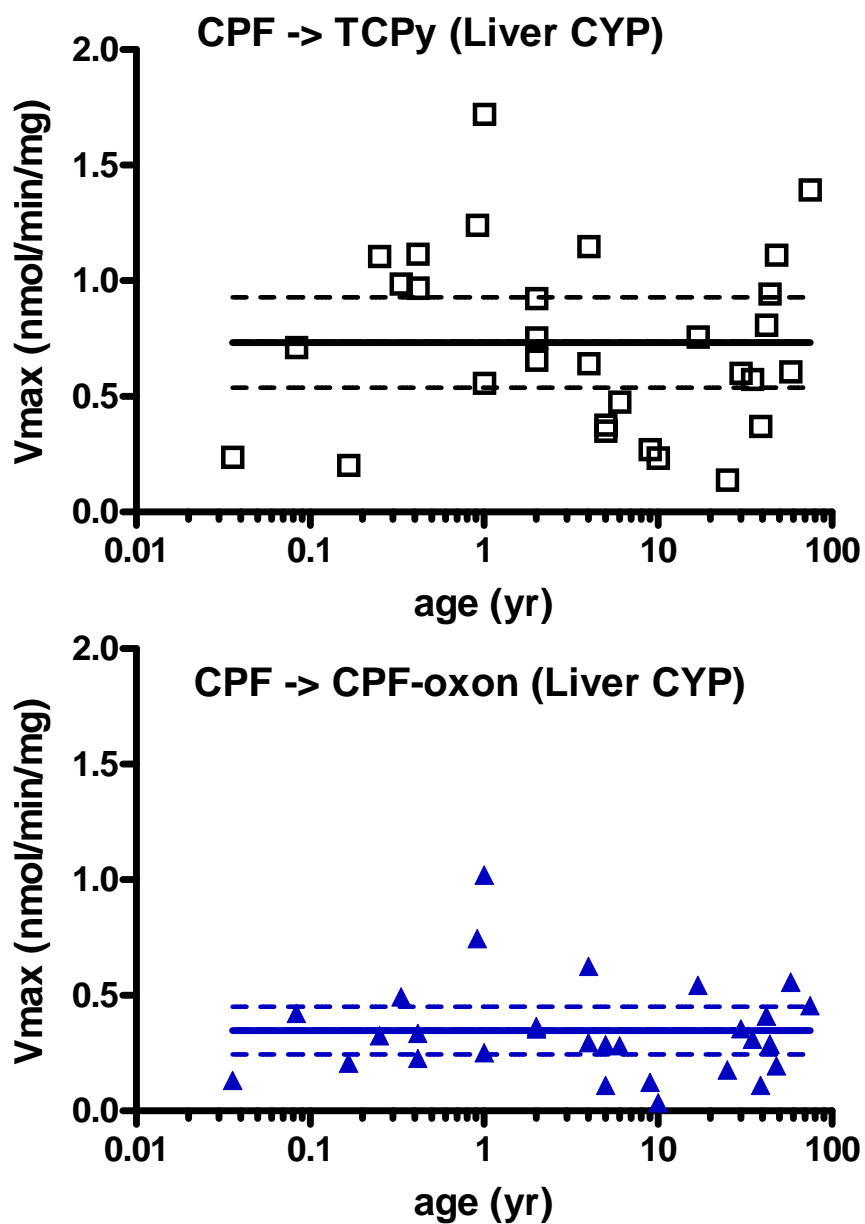 CPF -> TCPy (Liver CYP)
2.0
1.5
1.0
0.5
0.0
Vmax (nmol/min/mg)
0.01 0.1 1 10 100
age (yr)
CPF -> CPF-oxon (Liver CYP)
2.0
1.5
1.0
0.5
0.0
Vmax (nmol/min/mg)
0.01 0.1 1 10 100
age (yr)